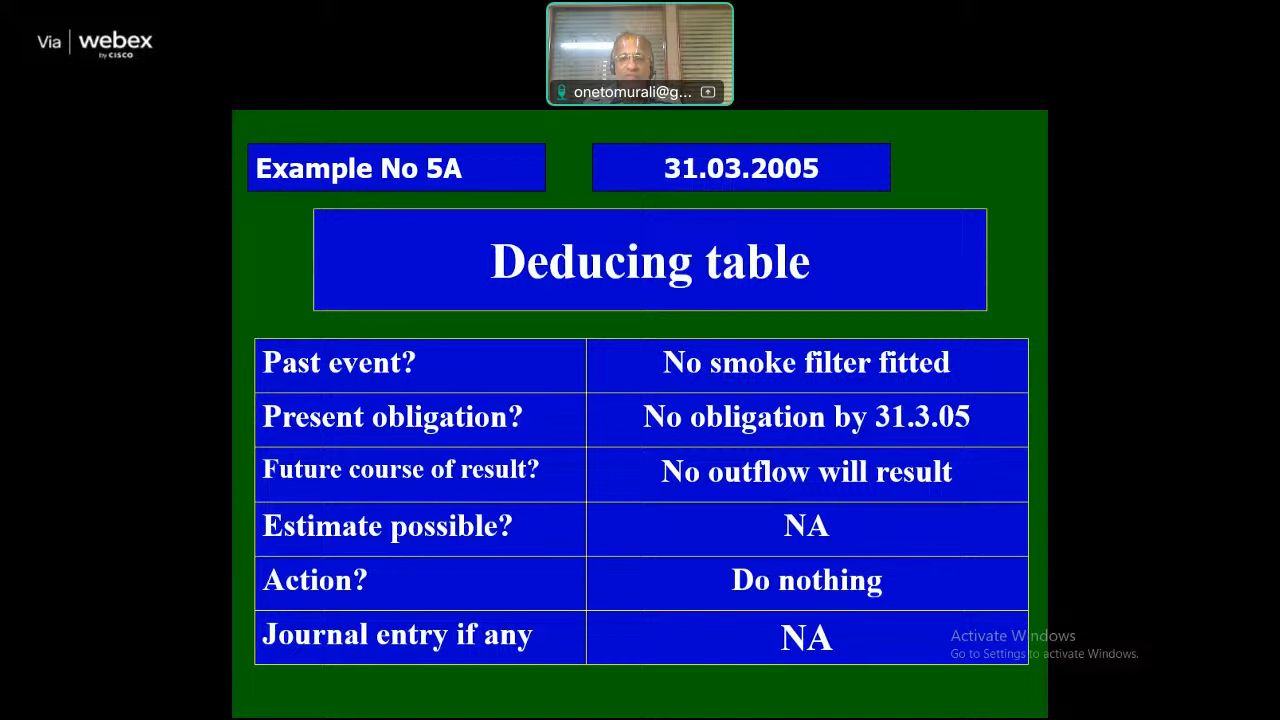 Via webex
by CISCO
onetomurali@g...
Example No 5A
31.03.2005
Deducing table
Past event? No smoke filter fitted
Present obligation? No obligation by 31.3.05
Future course of result? No outflow will result
Estimate possible? NA
Action? Do nothing
Journal entry if any NA
Activate Windows
Go to Settings to activate Windows.